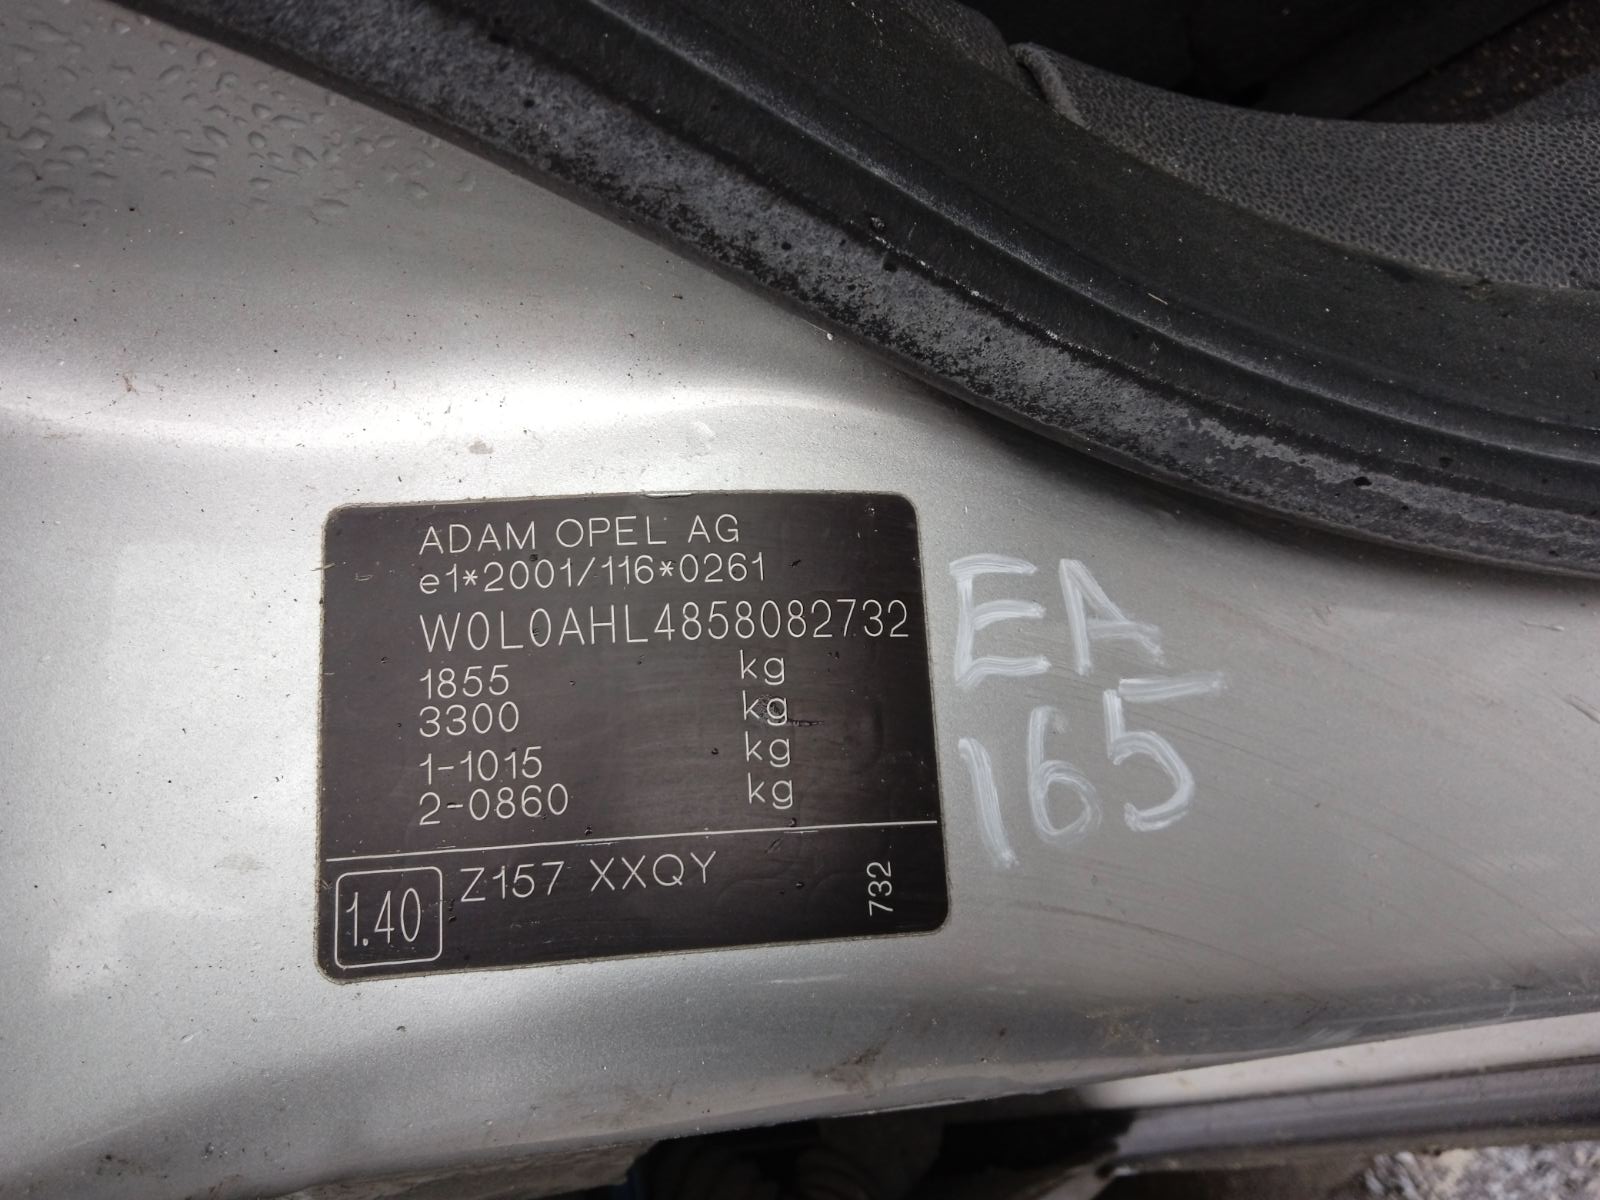 ADAM OPEL AG
e1*2001/116*0261
W0L0AHL4858082732
1855 kg
3300 kg
1-1015 kg
2-0860 kg
1.40 Z157 XXQY 732
EA
165